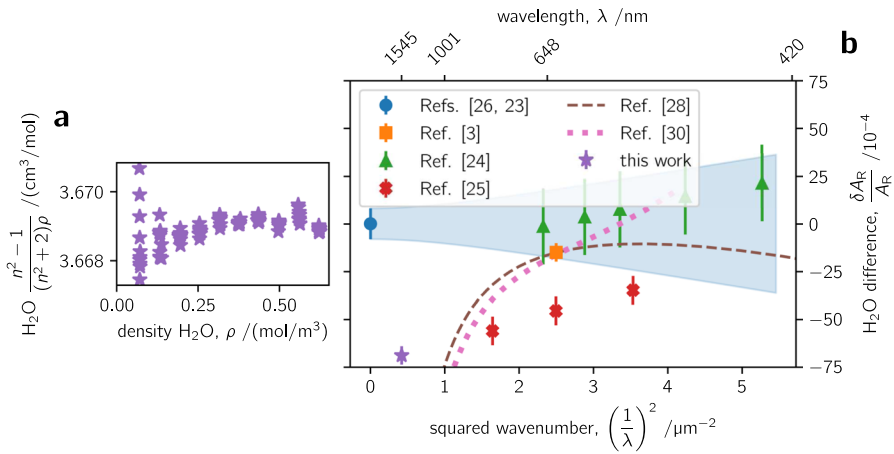 a
H₂O (n² − 1)/((n² + 2)ρ) /(cm³/mol)
3.670
3.668
0.00 0.25 0.50
density H₂O, ρ /(mol/m³)
b
wavelength, λ /nm
1545 1001 648 420
Refs. [26, 23]
Ref. [3]
Ref. [24]
Ref. [25]
Ref. [28]
Ref. [30]
this work
75
50
25
0
−25
−50
−75
H₂O difference, δA_R/A_R /10⁻⁴
0 1 2 3 4 5
squared wavenumber, (1/λ)² /μm⁻²